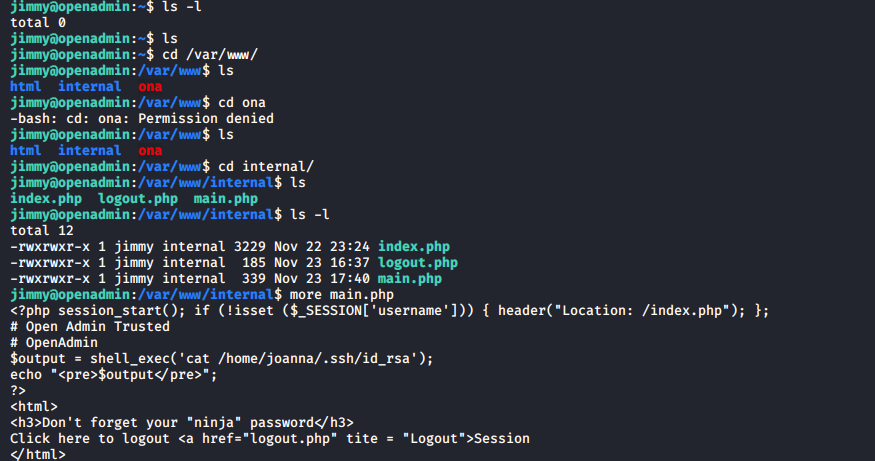 jimmy@openadmin:~$ ls -l
total 0
jimmy@openadmin:~$ ls
jimmy@openadmin:~$ cd /var/www/
jimmy@openadmin:/var/www$ ls
html  internal  ona
jimmy@openadmin:/var/www$ cd ona
-bash: cd: ona: Permission denied
jimmy@openadmin:/var/www$ ls
html  internal  ona
jimmy@openadmin:/var/www$ cd internal/
jimmy@openadmin:/var/www/internal$ ls
index.php  logout.php  main.php
jimmy@openadmin:/var/www/internal$ ls -l
total 12
-rwxrwxr-x 1 jimmy internal 3229 Nov 22 23:24 index.php
-rwxrwxr-x 1 jimmy internal  185 Nov 23 16:37 logout.php
-rwxrwxr-x 1 jimmy internal  339 Nov 23 17:40 main.php
jimmy@openadmin:/var/www/internal$ more main.php
<?php session_start(); if (!isset ($_SESSION['username'])) { header("Location: /index.php"); };
# Open Admin Trusted
# OpenAdmin
$output = shell_exec('cat /home/joanna/.ssh/id_rsa');
echo "<pre>$output</pre>";
?>
<html>
<h3>Don't forget your "ninja" password</h3>
Click here to logout <a href="logout.php" tite = "Logout">Session
</html>